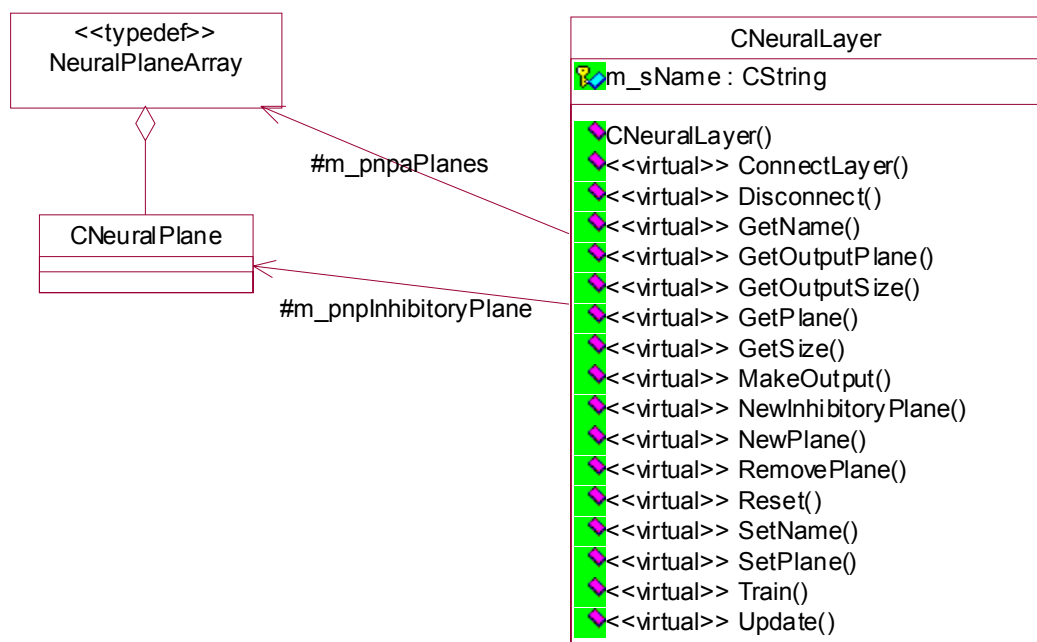 <<typedef>>
NeuralPlaneArray
CNeuralPlane
#m_pnpaPlanes
#m_pnpInhibitoryPlane
CNeuralLayer
m_sName : CString
CNeuralLayer()
<<virtual>> ConnectLayer()
<<virtual>> Disconnect()
<<virtual>> GetName()
<<virtual>> GetOutputPlane()
<<virtual>> GetOutputSize()
<<virtual>> GetPlane()
<<virtual>> GetSize()
<<virtual>> MakeOutput()
<<virtual>> NewInhibitoryPlane()
<<virtual>> NewPlane()
<<virtual>> RemovePlane()
<<virtual>> Reset()
<<virtual>> SetName()
<<virtual>> SetPlane()
<<virtual>> Train()
<<virtual>> Update()